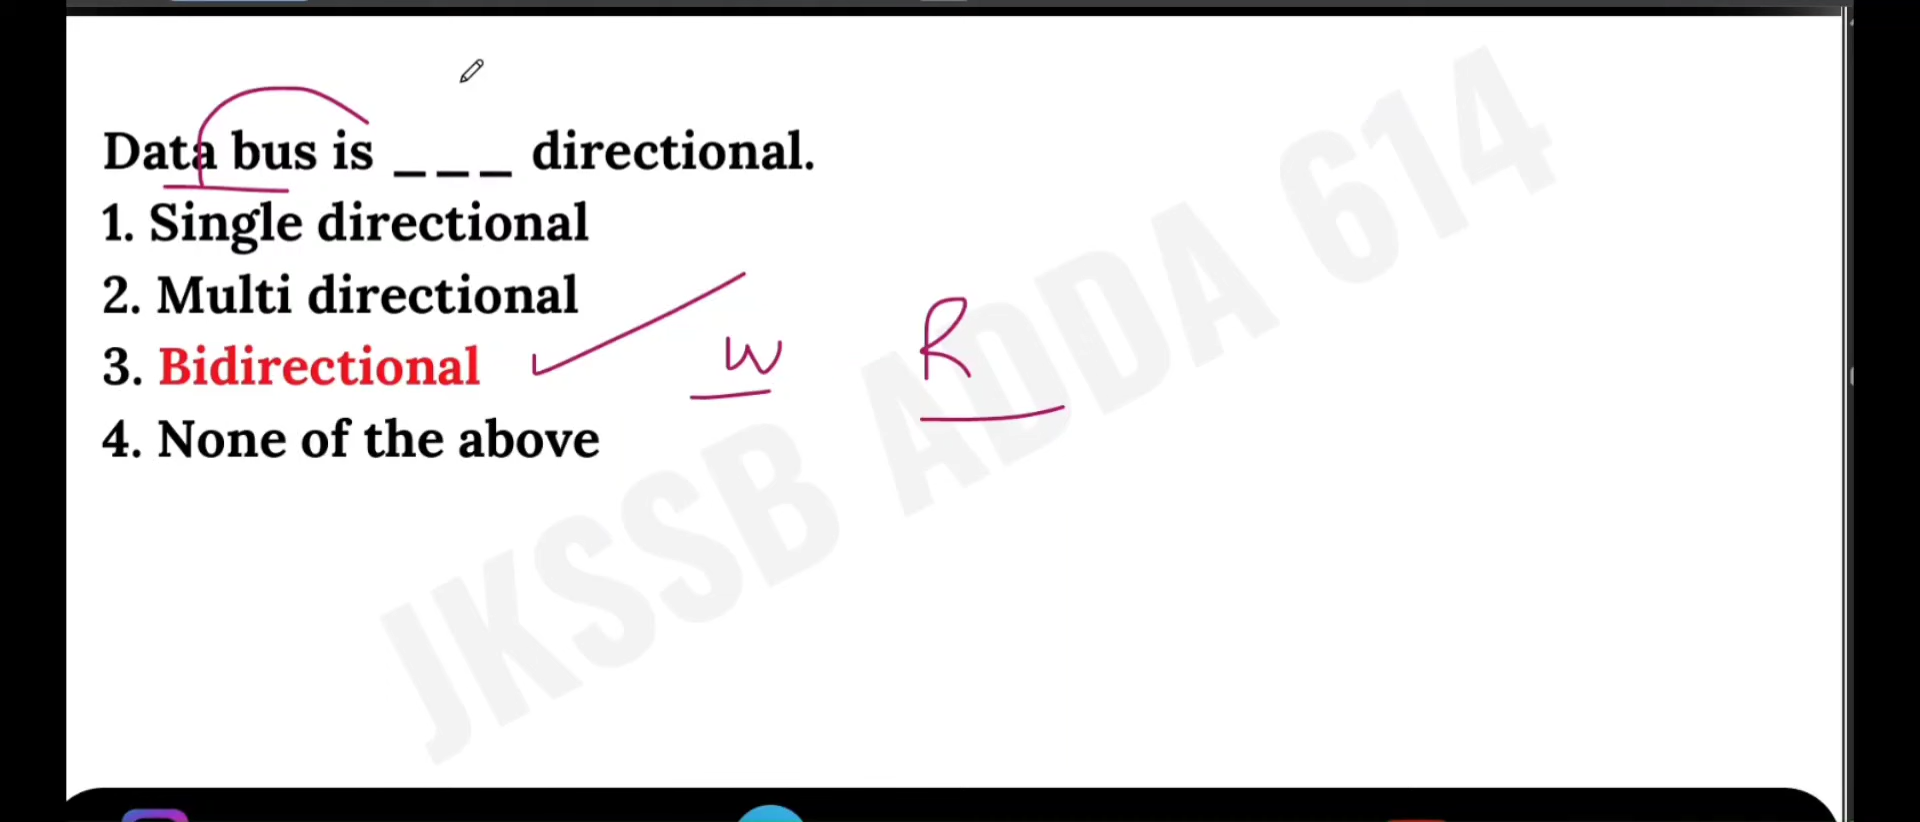 Data bus is _ _ _ directional.
1. Single directional
2. Multi directional
3. Bidirectional
w R
4. None of the above
JKSSB ADDA 614